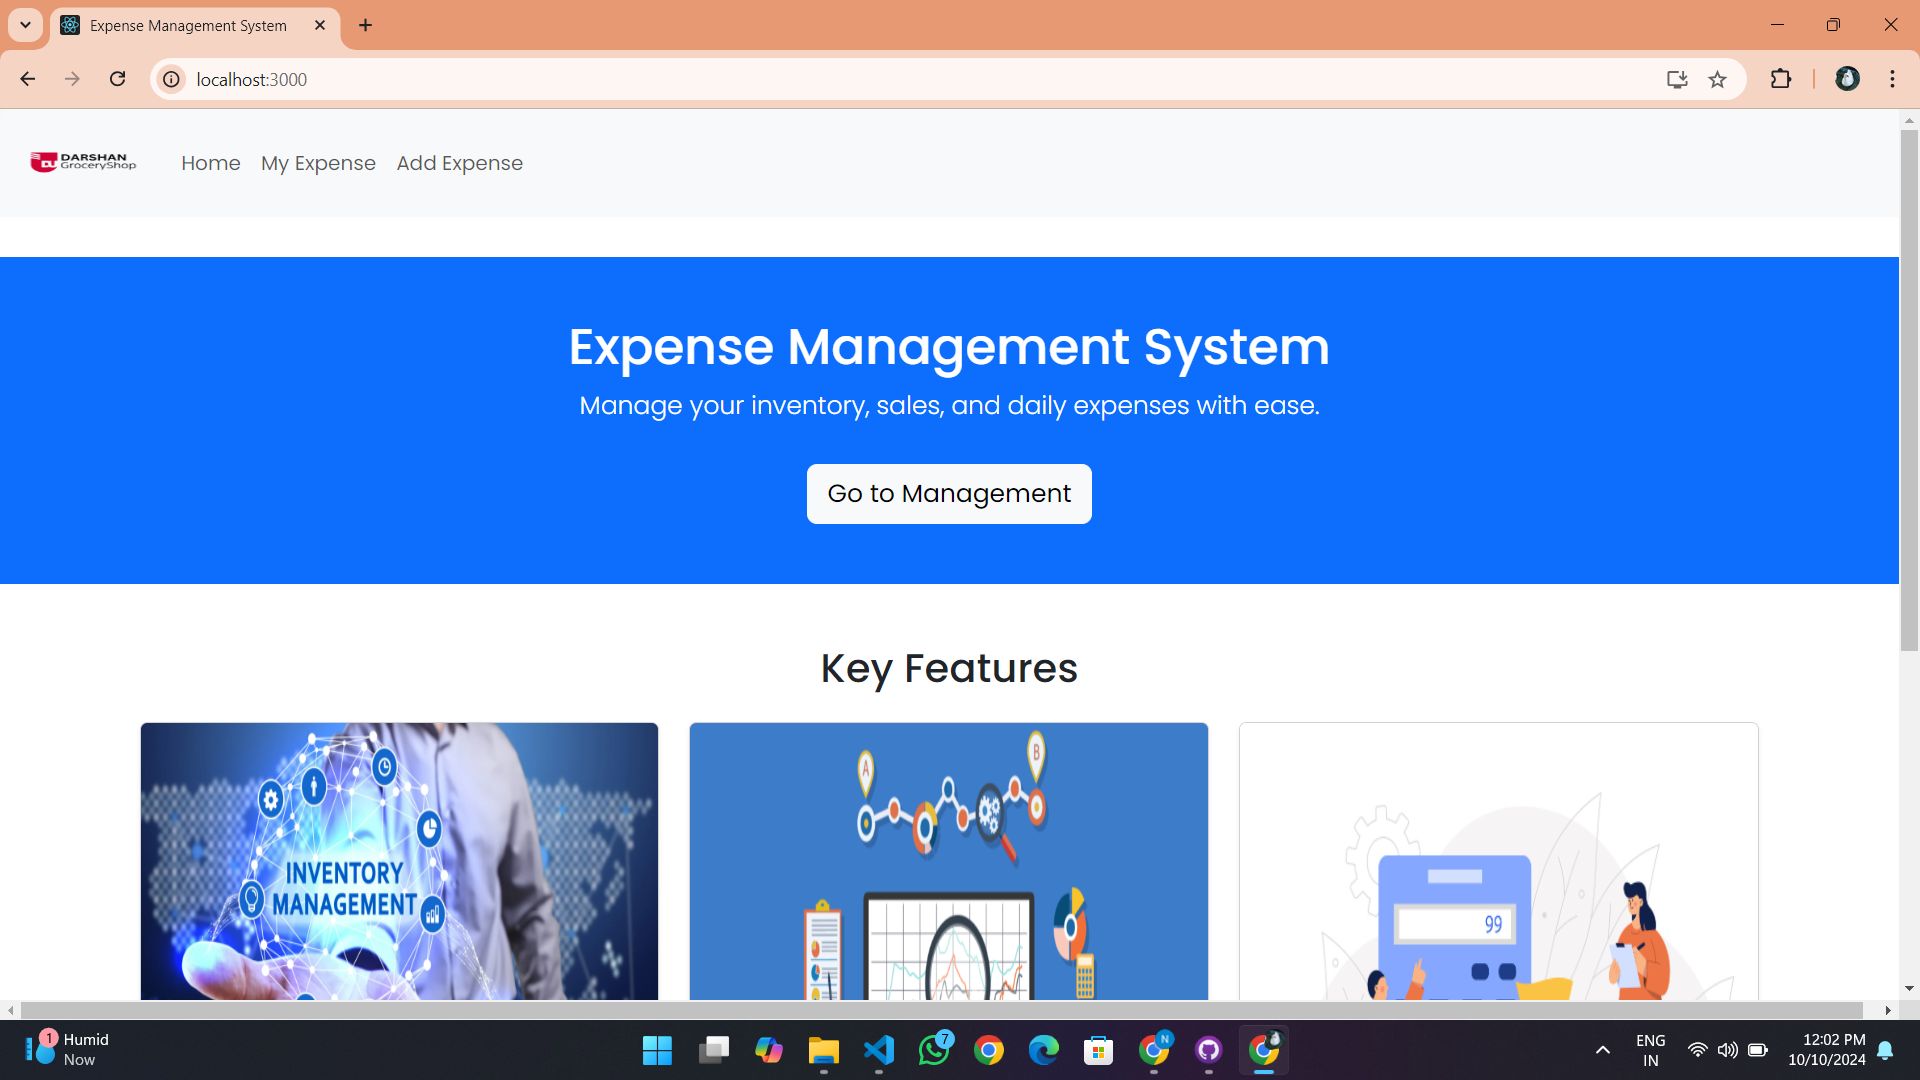 Expense Management System
localhost:3000
DU DARSHAN
GroceryShop
Home My Expense Add Expense
Expense Management System
Manage your inventory, sales, and daily expenses with ease.
Go to Management
Key Features
INVENTORY
MANAGEMENT
A
B
99
1
Humid
Now
7
N
ENG
IN
12:02 PM
10/10/2024